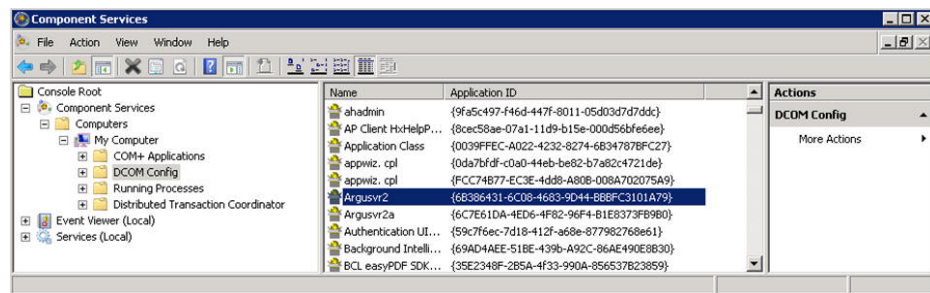 Component Services
File Action View Window Help
Console Root
Component Services
Computers
My Computer
COM+ Applications
DCOM Config
Running Processes
Distributed Transaction Coordinator
Event Viewer (Local)
Services (Local)
Name Application ID
ahadmin {9fa5c497-f46d-447f-8011-05d03d7d7ddc}
AP Client HxHelpP... {8cec58ae-07a1-11d9-b15e-000d56bfe6ee}
Application Class {0039FFEC-A022-4232-8274-6B34787BFC27}
appwiz. cpl {0da7bfdf-c0a0-44eb-be82-b7a82c4721de}
appwiz. cpl {FCC74B77-EC3E-4dd8-A80B-008A702075A9}
Argusvr2 {6B386431-6C08-4683-9D44-BBBFC3101A79}
Argusvr2a {6C7E61DA-4ED6-4F82-96F4-B1E8373FB9B0}
Authentication UI... {59c7f6ec-7d18-412f-a68e-877982768e61}
Background Intelli... {69AD4AEE-51BE-439b-A92C-86AE490E8B30}
BCL easyPDF SDK... {35E2348F-2B5A-4f33-990A-856537B23859}
Actions
DCOM Config
More Actions